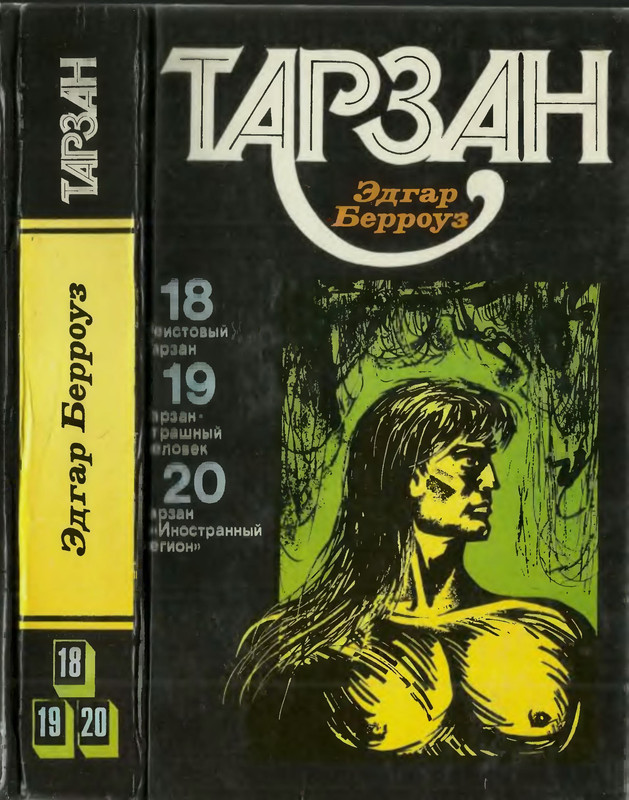 ТАРЗАН
Эдгар Берроуз
18
19 20
ТАРЗАН
Эдгар
Берроуз
18
еистовый
арзан
19
арзан-
трашный
еловек
20
арзан
«Иностранный
егион»